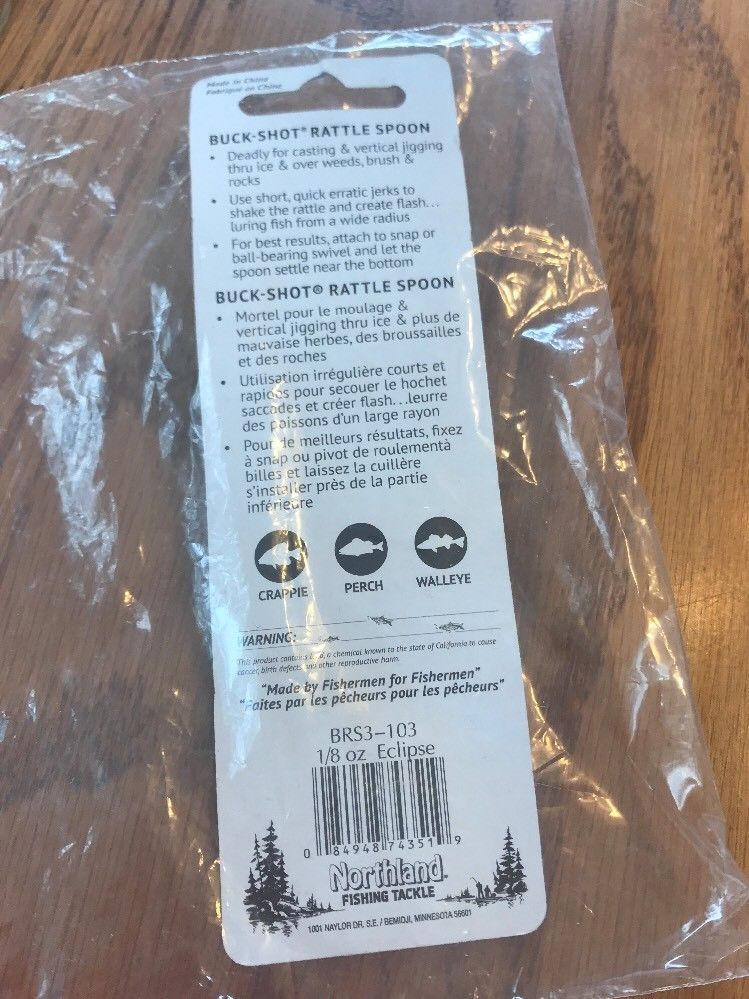 Made in China
Fabriqué en Chine
BUCK-SHOT® RATTLE SPOON
• Deadly for casting & vertical jigging
thru ice & over weeds, brush &
rocks
• Use short, quick erratic jerks to
shake the rattle and create flash...
luring fish from a wide radius
• For best results, attach to snap or
ball-bearing swivel and let the
spoon settle near the bottom
BUCK-SHOT® RATTLE SPOON
• Mortel pour le moulage &
vertical jigging thru ice & plus de
mauvaise herbes, des broussailles
et des roches
• Utilisation irrégulière courts et
rapides pour secouer le hochet
saccades et créer flash...leurre
des poissons d'un large rayon
• Pour de meilleurs résultats, fixez
à snap ou pivot de roulementà
billes et laissez la cuillère
s'installer près de la partie
inférieure
CRAPPIE PERCH WALLEYE
WARNING:
This product contains lead, a chemical known to the state of California to cause
cancer, birth defects and other reproductive harm.
"Made by Fishermen for Fishermen"
"Faites par les pêcheurs pour les pêcheurs"
BRS3-103
1/8 oz Eclipse
0 84948 74351 9
Northland®
FISHING TACKLE
1001 NAYLOR DR. S.E. / BEMIDJI, MINNESOTA 56601